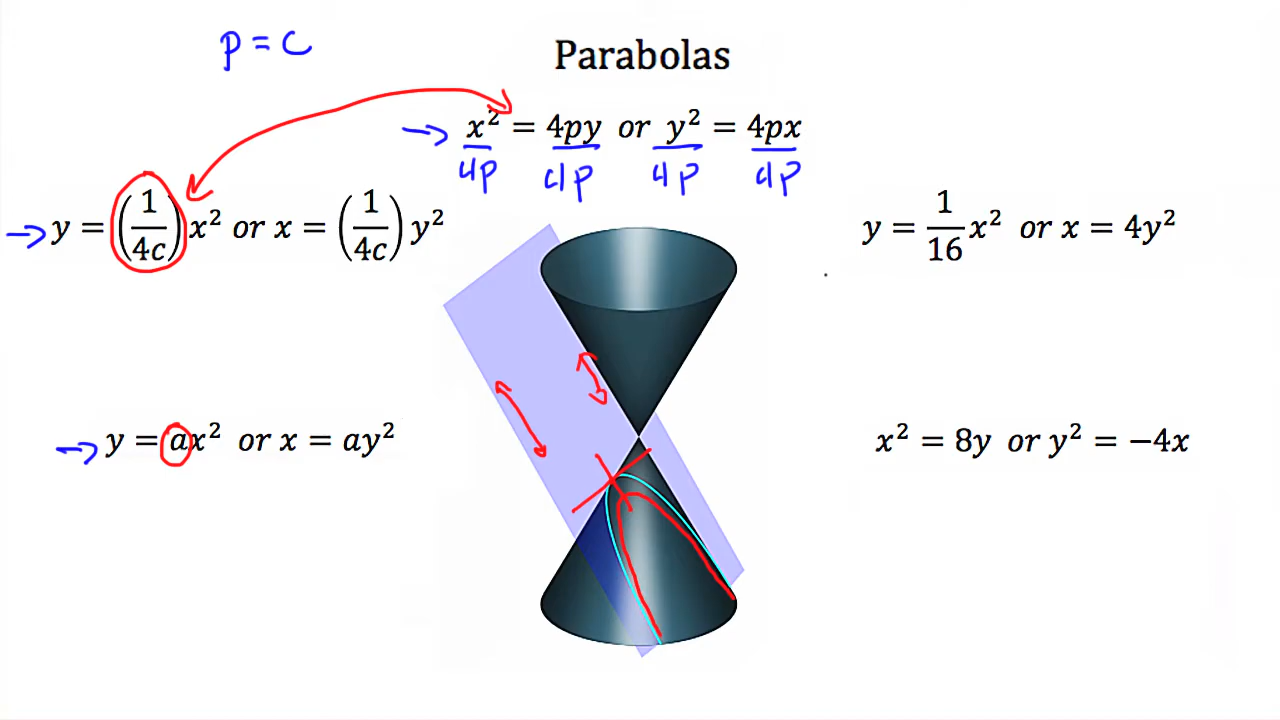 p = c
Parabolas
x² = 4py or y² = 4px
4p 4p 4p 4p
y = (1/4c) x² or x = (1/4c) y²
y = 1/16 x² or x = 4y²
y = ax² or x = ay²
x² = 8y or y² = −4x